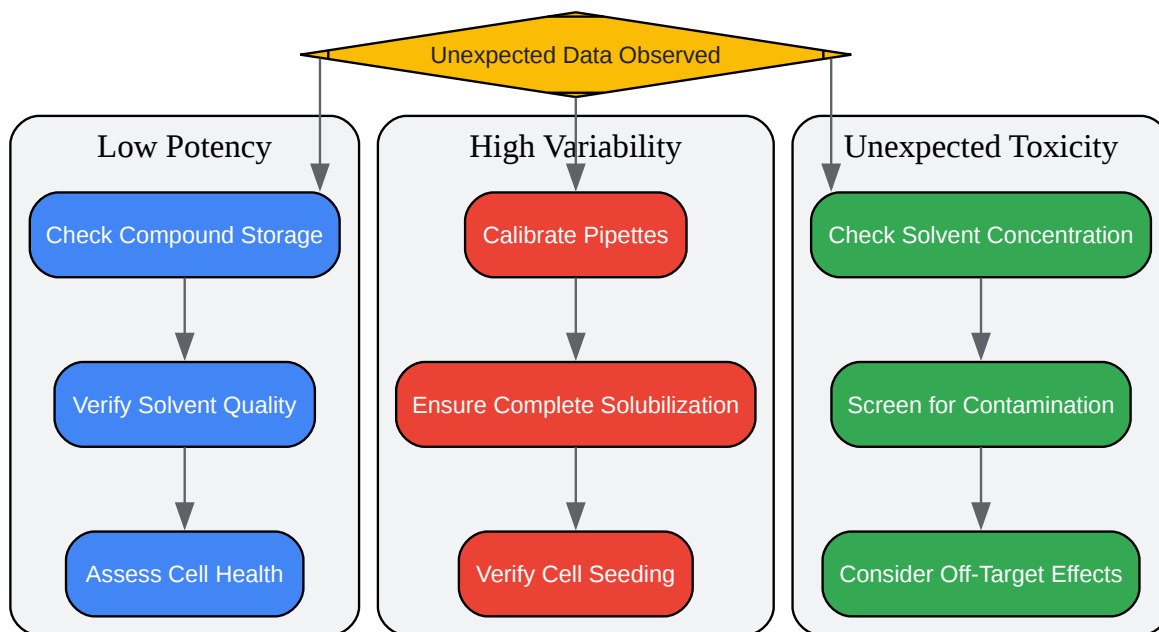 Unexpected Data Observed
Low Potency
Check Compound Storage
Verify Solvent Quality
Assess Cell Health
High Variability
Calibrate Pipettes
Ensure Complete Solubilization
Verify Cell Seeding
Unexpected Toxicity
Check Solvent Concentration
Screen for Contamination
Consider Off-Target Effects